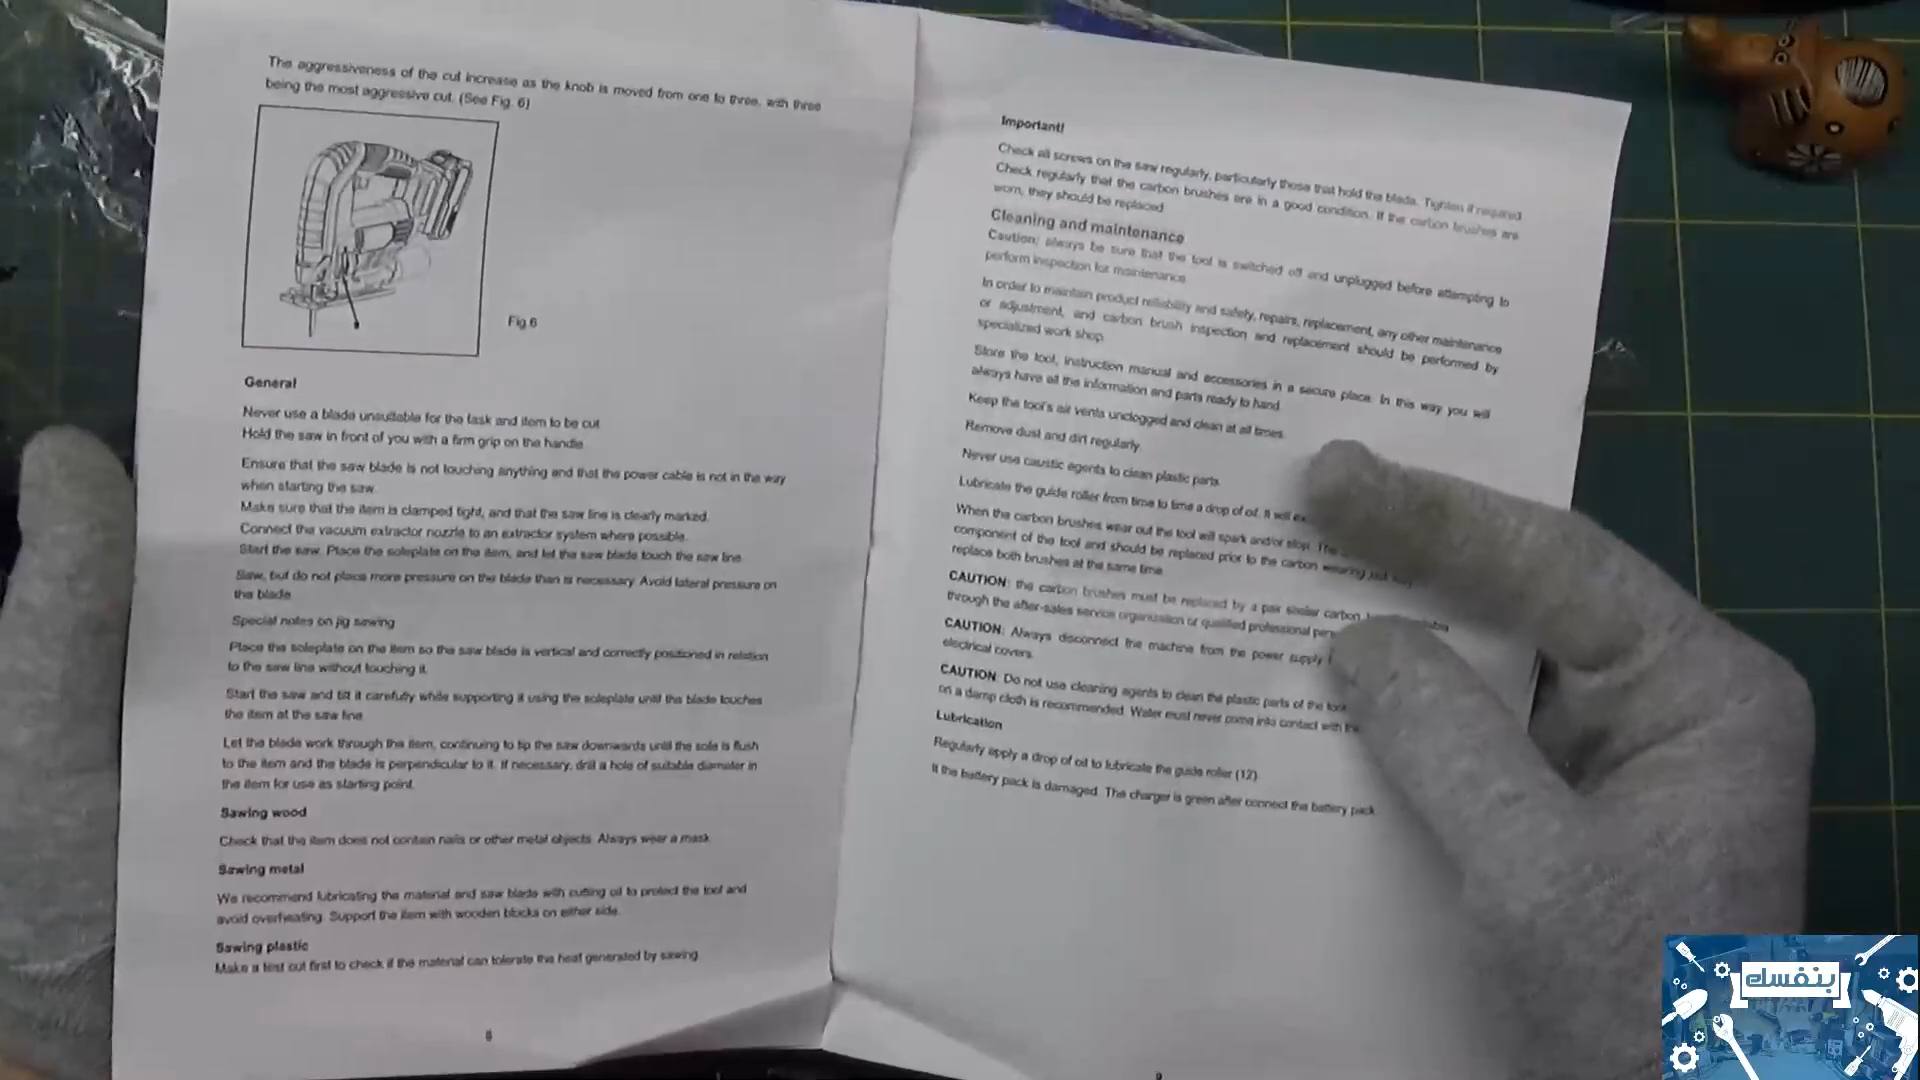 The aggressiveness of the cut increase as the knob is moved from one to three, with three
being the most aggressive cut. (See Fig. 6)
Fig.6
General
Never use a blade unsuitable for the task and item to be cut
Hold the saw in front of you with a firm grip on the handle.
Ensure that the saw blade is not touching anything and that the power cable is not in the way
when starting the saw.
Make sure that the item is clamped tight, and that the saw line is clearly marked.
Connect the vacuum extractor nozzle to an extractor system where possible.
Start the saw. Place the soleplate on the item, and let the saw blade touch the saw line.
Saw, but do not place more pressure on the blade than is necessary. Avoid lateral pressure on
the blade
Special notes on jig sawing
Place the soleplate on the item so the saw blade is vertical and correctly positioned in relation
to the saw line without touching it.
Start the saw and tilt it carefully while supporting it using the soleplate until the blade touches
the item at the saw line
Let the blade work through the item, continuing to tip the saw downwards until the sole is flush
to the item and the blade is perpendicular to it. If necessary, drill a hole of suitable diameter in
the item for use as starting point.
Sawing wood
Check that the item does not contain nails or other metal objects. Always wear a mask.
Sawing metal
We recommend lubricating the material and saw blade with cutting oil to protect the tool and
avoid overheating. Support the item with wooden blocks on either side.
Sawing plastic
Make a test cut first to check if the material can tolerate the heat generated by sawing.
8
Important!
Check all screws on the saw regularly, particularly those that hold the blade. Tighten if required
Check regularly that the carbon brushes are in a good condition. If the carbon brushes are
worn, they should be replaced
Cleaning and maintenance
Caution; always be sure that the tool is switched off and unplugged before attempting to
perform inspection for maintenance.
In order to maintain product reliability and safety, repairs, replacement, any other maintenance
or adjustment, and carbon brush inspection and replacement should be performed by
specialized work shop.
Store the tool, instruction manual and accessories in a secure place. In this way you will
always have all the information and parts ready to hand.
Keep the tool's air vents unclogged and clean at all times.
Remove dust and dirt regularly.
Never use caustic agents to clean plastic parts.
Lubricate the guide roller from time to time a drop of oil. It will
When the carbon brushes wear out the tool will spark and/or stop. The
component of the tool and should be replaced prior to the carbon wearing
replace both brushes at the same time
CAUTION: the carbon brushes must be replaced by a pair similar carbon
through the after-sales service organization or qualified professional
CAUTION: Always disconnect the machine from the power supply
electrical covers.
CAUTION: Do not use cleaning agents to clean the plastic parts of the tool
on a damp cloth is recommended. Water must never come into contact with the
Lubrication
Regularly apply a drop of oil to lubricate the guide roller (12)
It the battery pack is damaged. The charger is green after connect the battery pack
9
بنفسك